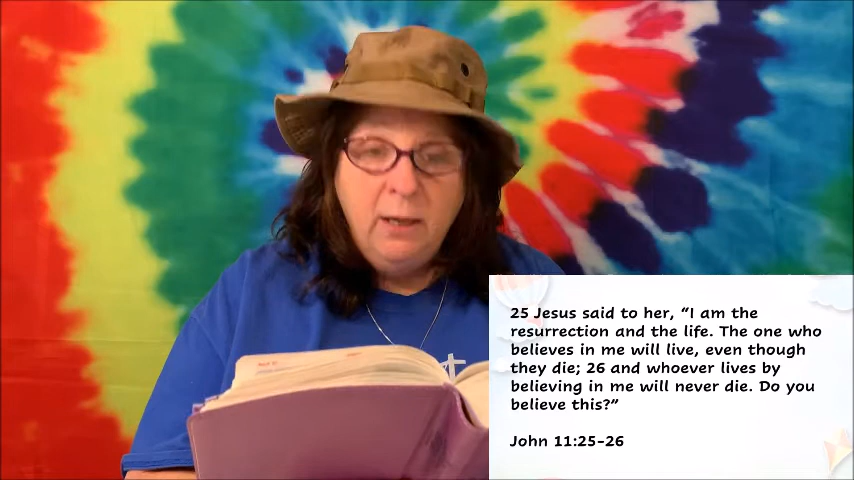 25 Jesus said to her, “I am the
resurrection and the life. The one who
believes in me will live, even though
they die; 26 and whoever lives by
believing in me will never die. Do you
believe this?”
John 11:25-26